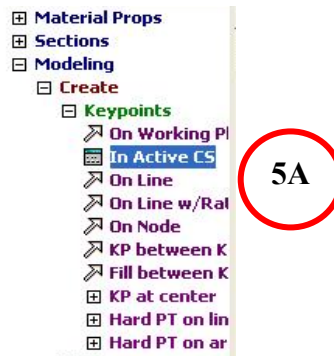 Material Props
Sections
Modeling
Create
Keypoints
On Working Pl
In Active CS
On Line
On Line w/Rat
On Node
KP between K
Fill between K
KP at center
Hard PT on lin
Hard PT on ar
5A